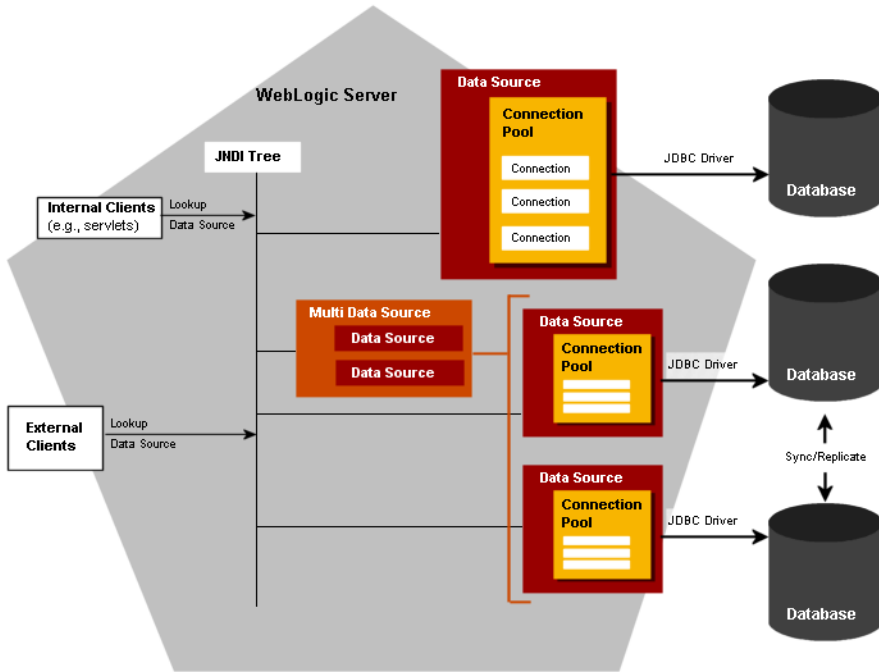 WebLogic Server
Data Source
Connection
Pool
Connection
Connection
Connection
JDBC Driver
Database
JNDI Tree
Internal Clients
(e.g., servlets)
Lookup
Data Source
Multi Data Source
Data Source
Data Source
Data Source
Connection
Pool
JDBC Driver
Database
External
Clients
Lookup
Data Source
Sync/Replicate
Data Source
Connection
Pool
JDBC Driver
Database